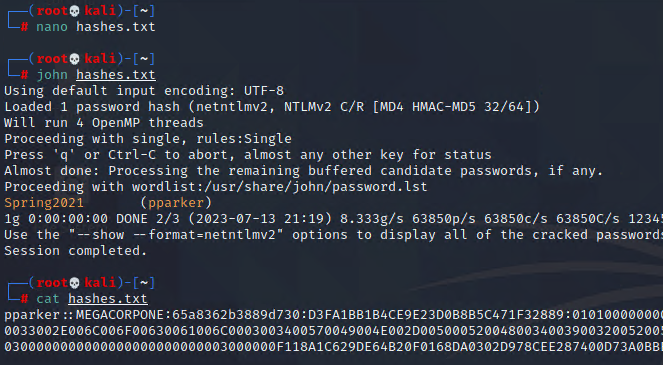 ┌──(root💀kali)-[~]
└─# nano hashes.txt
┌──(root💀kali)-[~]
└─# john hashes.txt
Using default input encoding: UTF-8
Loaded 1 password hash (netntlmv2, NTLMv2 C/R [MD4 HMAC-MD5 32/64])
Will run 4 OpenMP threads
Proceeding with single, rules:Single
Press 'q' or Ctrl-C to abort, almost any other key for status
Almost done: Processing the remaining buffered candidate passwords, if any.
Proceeding with wordlist:/usr/share/john/password.lst
Spring2021       (pparker)
1g 0:00:00:00 DONE 2/3 (2023-07-13 21:19) 8.333g/s 63850p/s 63850c/s 63850C/s 12345
Use the "--show --format=netntlmv2" options to display all of the cracked passwords
Session completed.
┌──(root💀kali)-[~]
└─# cat hashes.txt
pparker::MEGACORPONE:65a8362b3889d730:D3FA1BB1B4CE9E23D0B8B5C471F32889:01010000000
0033002E006C006F00630061006C0003003400570049004E002D00500052004800340039003200520005
03000000000000000000000000003000000F118A1C629DE64B20F0168DA0302D978CEE287400D73A0BB